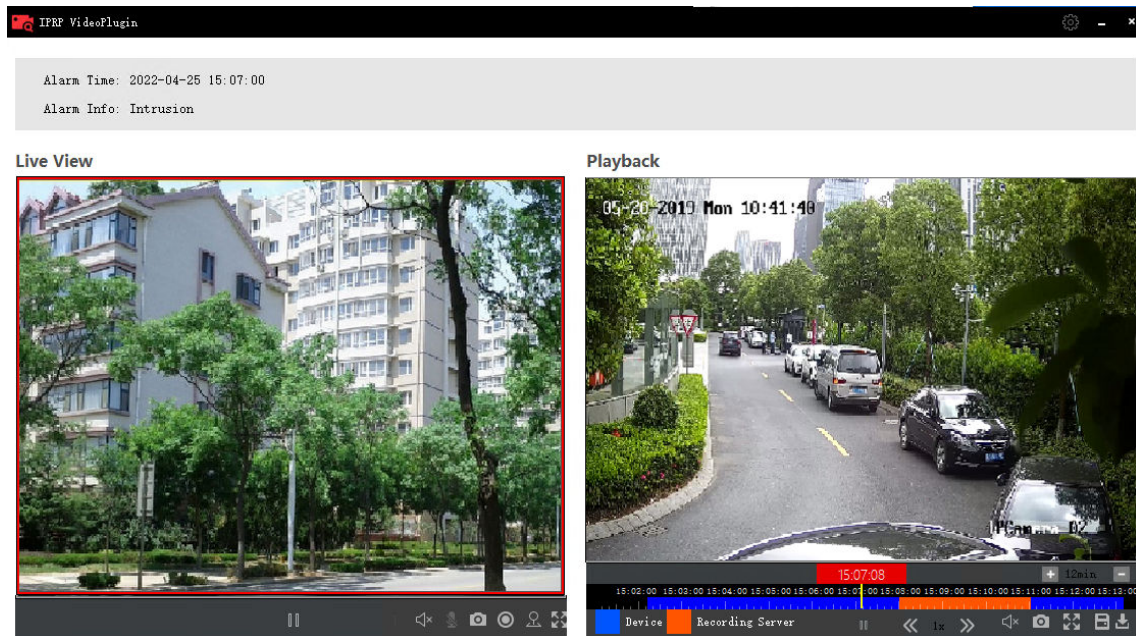 IPRP VideoPlugin
Alarm Time: 2022-04-25 15:07:00
Alarm Info: Intrusion
Live View
Playback
05-20-2019 Mon 10:41:40
IPCamera 02
15:07:08
12min
15:02:00 15:03:00 15:04:00 15:05:00 15:06:00 15:07:00 15:08:00 15:09:00 15:10:00 15:11:00 15:12:00 15:13:00
Device
Recording Server
1x